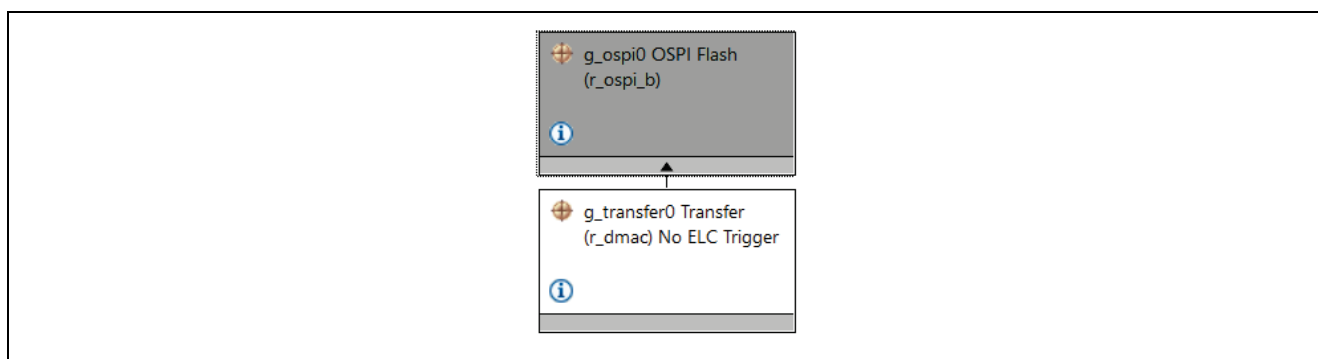 g_ospi0 OSPI Flash
(r_ospi_b)
g_transfer0 Transfer
(r_dmac) No ELC Trigger